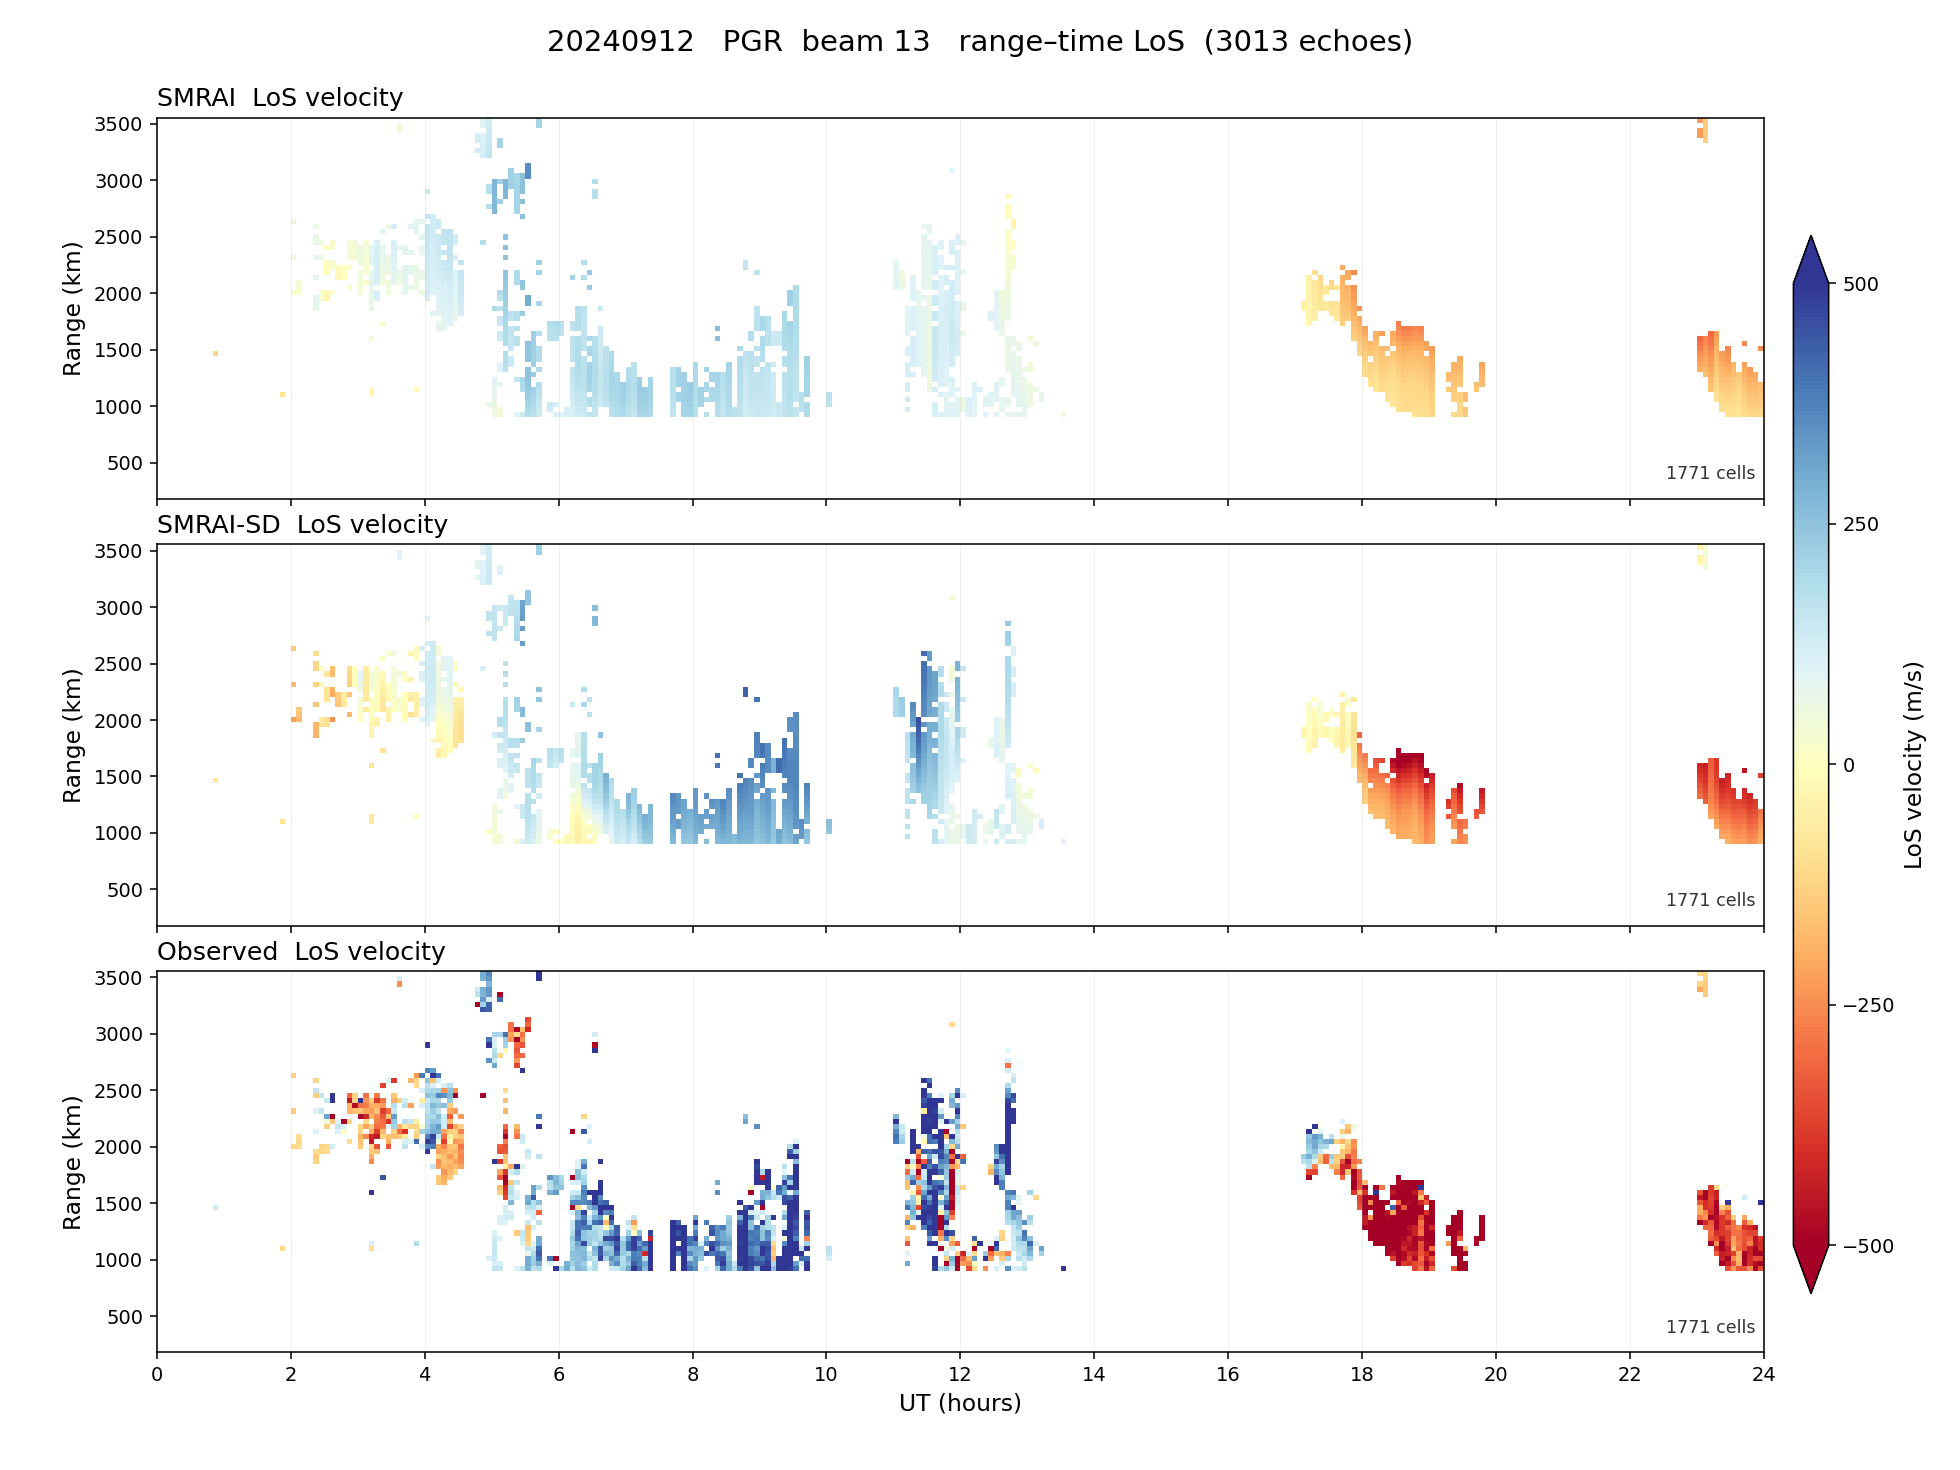 20240912   PGR  beam 13   range–time LoS  (3013 echoes)
SMRAI  LoS velocity
3500
3000
2500
2000
1500
1000
500
Range (km)
1771 cells
SMRAI-SD  LoS velocity
3500
3000
2500
2000
1500
1000
500
Range (km)
1771 cells
Observed  LoS velocity
3500
3000
2500
2000
1500
1000
500
Range (km)
1771 cells
0 2 4 6 8 10 12 14 16 18 20 22 24
UT (hours)
500
250
0
−250
−500
LoS velocity (m/s)